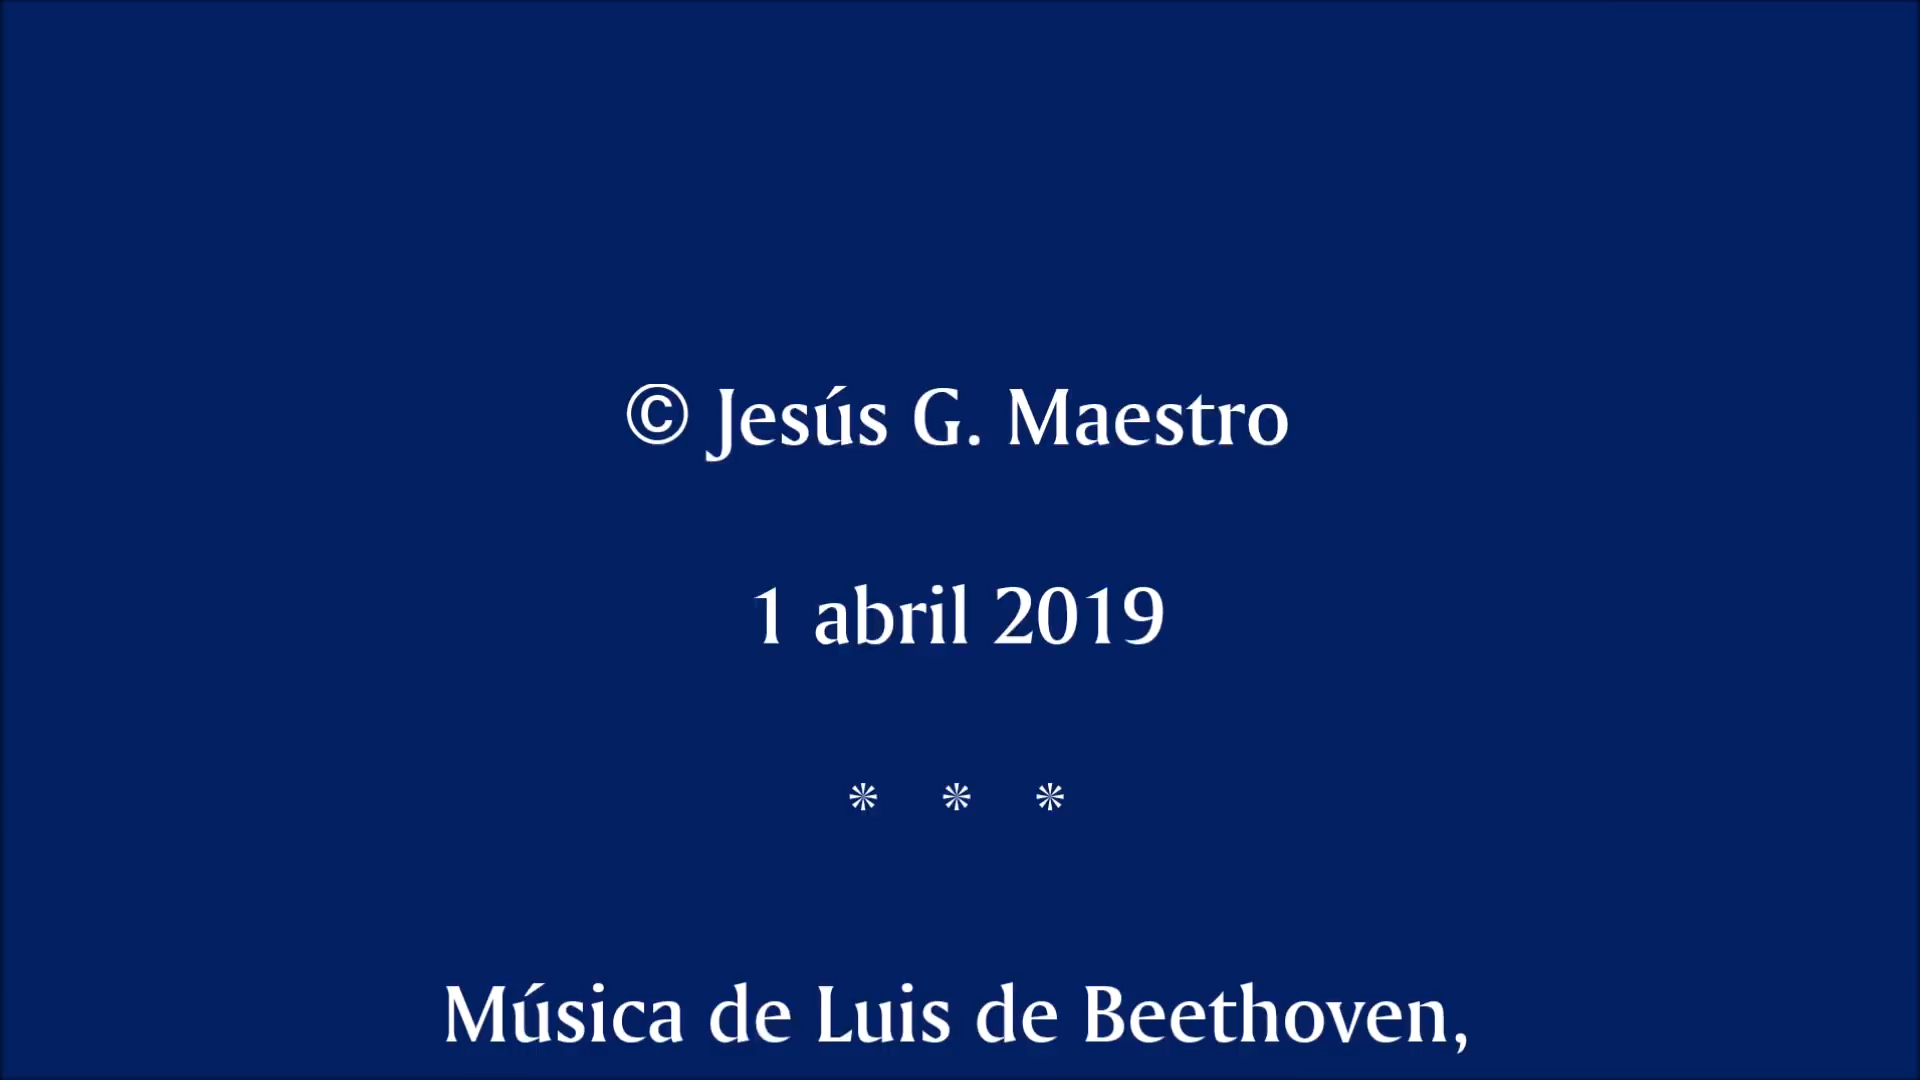 © Jesús G. Maestro
1 abril 2019
* * *
Música de Luis de Beethoven,